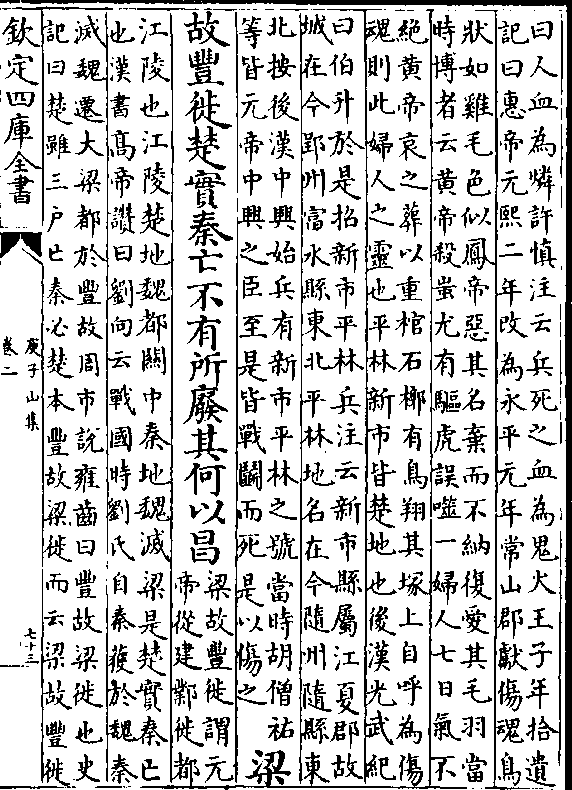 曰人血為燐許慎注云兵死之血為鬼火王子年拾遺
記曰惠帝元熙二年改為永平元年常山郡獻傷魂鳥
狀如雞毛色似鳳帝惡其名棄而不納復愛其毛羽當
時博者云黄帝殺蚩尤有驅虎誤噬一婦人七日氣不
絶黄帝哀之葬以重棺石槨有鳥翔其塚上自呼為傷
魂則此婦人之靈也平林新市皆楚地也後漢光武紀
曰伯升於是招新市平林兵注云新市縣屬江夏郡故
城在今郢州富水縣東北平林地名在今隨州隨縣東
北按後漢中興始兵有新市平林之號當時胡僧祐
等皆元帝中興之臣至是皆戰鬭而死是以傷之
梁
故豐徙楚實秦亡不有所廢其何以昌
梁故豐徙謂元
帝從建鄴徙都
江陵也江陵楚地魏都關中秦地魏滅梁是楚實秦亡
也漢書髙帝讚曰劉向云戰國時劉氏自秦獲於魏秦
滅魏遷大梁都於豐故周市說雍齒曰豐故梁徙也史
記曰楚雖三户亡秦必楚本豐故梁徙而云梁故豐徙
欽定四庫全書
庾子山集
卷二
七十三